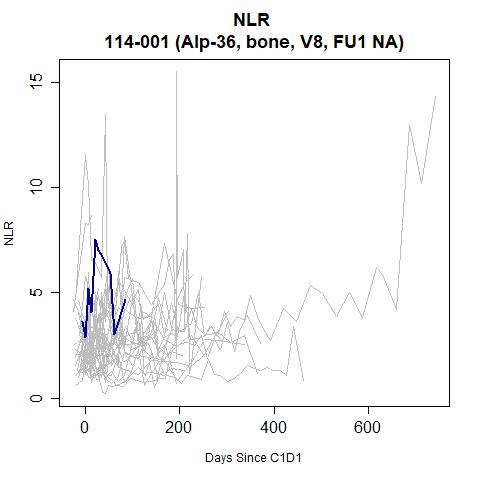 NLR
114-001 (Alp-36, bone, V8, FU1 NA)
15
10
5
0
NLR
0 200 400 600
Days Since C1D1